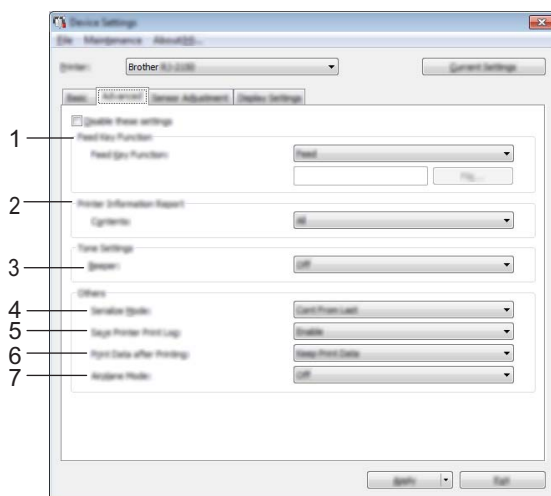 Device Settings
File Maintenance
Printer: Brother Current Settings
Basic Advanced Sensor Adjustment Display Settings
Disable these settings
1 Feed Key Function
Feed Key Function: Feed
File...
2 Printer Information Report
Contents: All
Tone Settings
3 Beeper: Off
Others
4 Serialize Mode: Cont From Last
5 Save Printer Print Log: Enable
6 Print Data after Printing: Keep Print Data
7 Airplane Mode: Off
Apply Exit